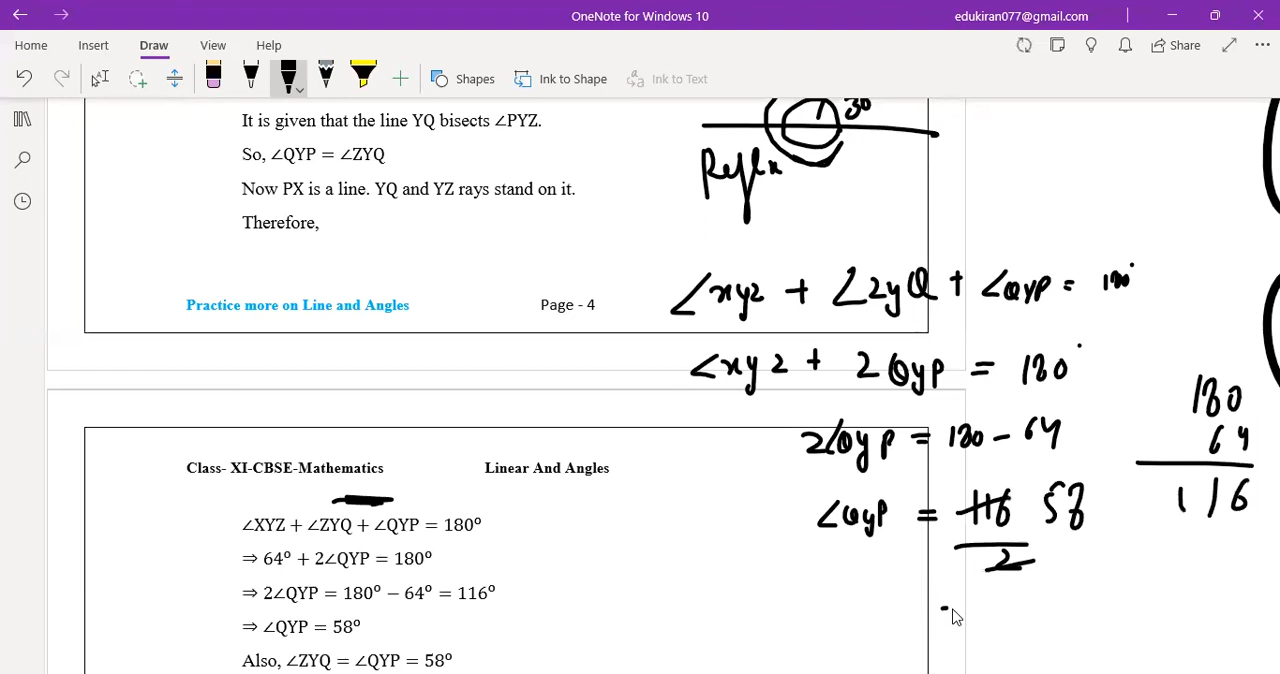 OneNote for Windows 10
edukiran077@gmail.com
Home Insert Draw View Help
Share
Shapes Ink to Shape Ink to Text
It is given that the line YQ bisects ∠PYZ.
So, ∠QYP = ∠ZYQ
Now PX is a line. YQ and YZ rays stand on it.
Therefore,
30
Reflx
Practice more on Line and Angles Page - 4
∠xyz + ∠zyQ + ∠QYP = 180°
∠xyz + 2 QyP = 180°
2∠QyP = 180 - 64
∠QyP = 116 58
2
180
64
116
Class- XI-CBSE-Mathematics Linear And Angles
∠XYZ + ∠ZYQ + ∠QYP = 180°
⇒ 64° + 2∠QYP = 180°
⇒ 2∠QYP = 180° − 64° = 116°
⇒ ∠QYP = 58°
Also, ∠ZYQ = ∠QYP = 58°